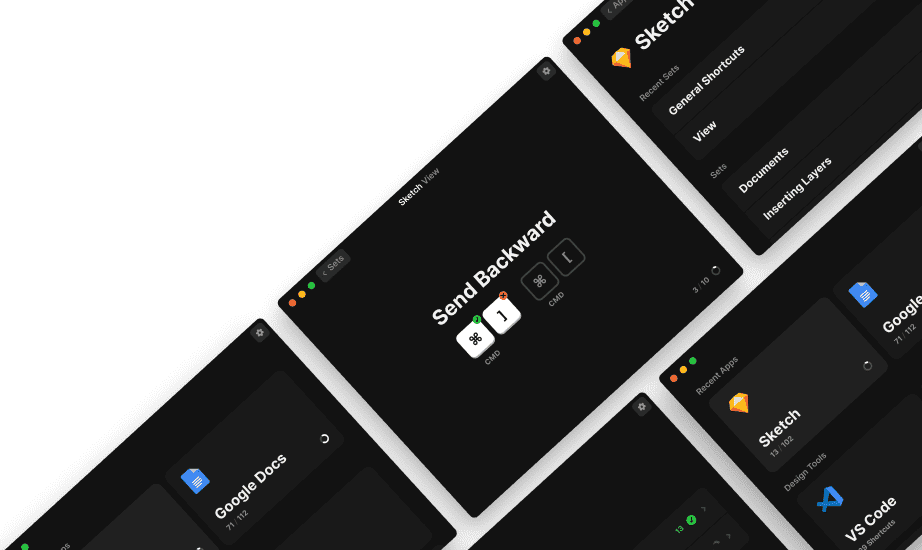 Sketch
Recent Sets
General Shortcuts
View
Sets
Documents
Inserting Layers
Sketch View
‹ Sets
Send Backward
⌘ ]
CMD
⌘ [
CMD
3 / 10
Google Docs
71 / 112
Recent Apps
Sketch
13 / 102
Google
71 / 112
Design Tools
VS Code
Shortcuts
13